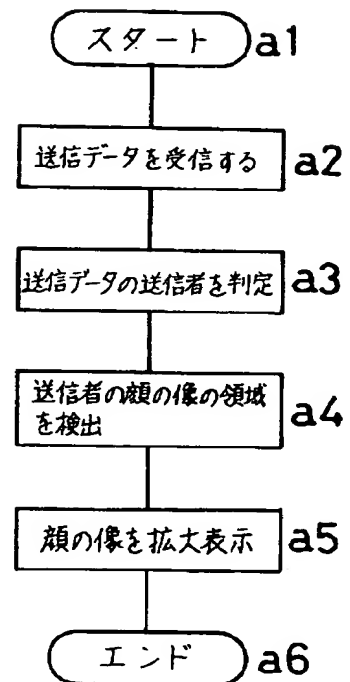 スタート a1
送信データを受信する a2
送信データの送信者を判定 a3
送信者の顔の像の領域
を検出 a4
顔の像を拡大表示 a5
エンド a6